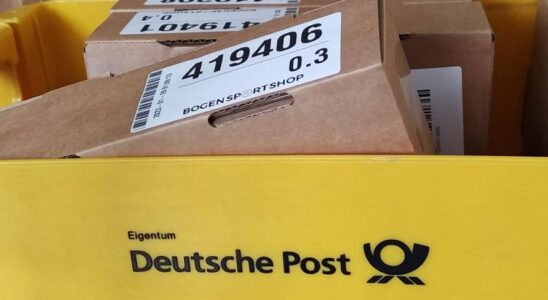 0.4
419401
419406
0.3
BOGENSPORTSHOP
Eigentum
Deutsche Post